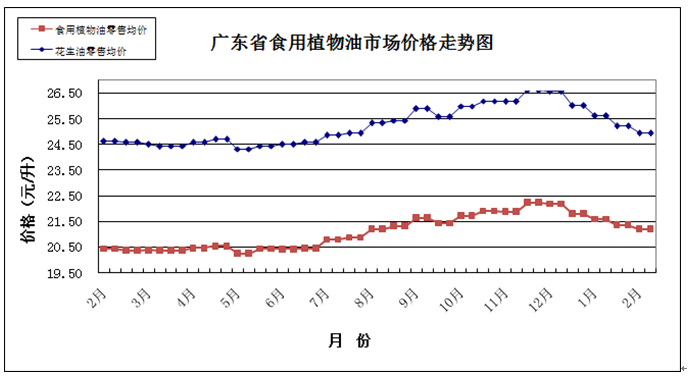 食用植物油零售均价
花生油零售均价
广东省食用植物油市场价格走势图
26.50
25.50
24.50
23.50
22.50
21.50
20.50
19.50
价格（元/升）
2月 3月 4月 5月 6月 7月 8月 9月 10月 11月 12月 1月 2月
月 份